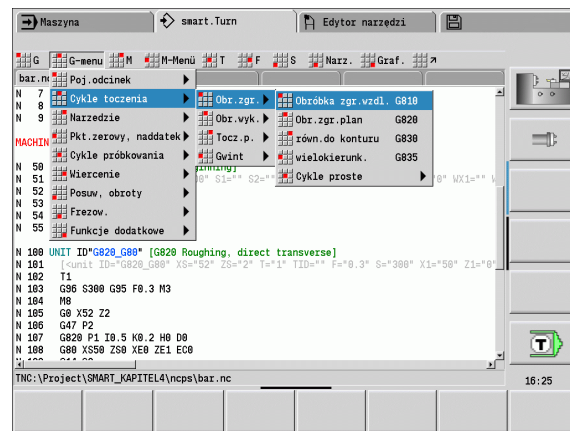 Maszyna smart.Turn Edytor narzędzi
G G-menu M M-Menü T F S Narz. Graf.
bar.nc
Poj.odcinek
N 7 Cykle toczenia Obr.zgr. Obróbka zgr.wzdl. G810
N 8 Narzedzie Obr.wyk. Obr.zgr.plan G820
N 9
MACHIN Pkt.zerowy, naddatek Tocz.p. równ.do konturu G830
Cykle próbkowania Gwint wielokierunk. G835
N 50 Wiercenie Cykle proste
N 51 S1="" S2="" WX1=""
N 52 Posuw, obroty
N 53
N 54 Frezow.
N 55 Funkcje dodatkowe
N 100 UNIT ID"G820_G80" [G820 Roughing, direct transverse]
N 101 [<unit ID="G820_G80" XS="52" ZS="2" T="1" TID="" F="0.3" S="300" X1="50" Z1="0"
N 102 T1
N 103 G96 S300 G95 F0.3 M3
N 104 M8
N 105 G0 X52 Z2
N 106 G47 P2
N 107 G820 P1 I0.5 K0.2 H0 D0
N 108 G80 XS50 ZS0 XE0 ZE1 EC0
TNC:\Project\SMART_KAPITEL4\ncps\bar.nc
T
16:25